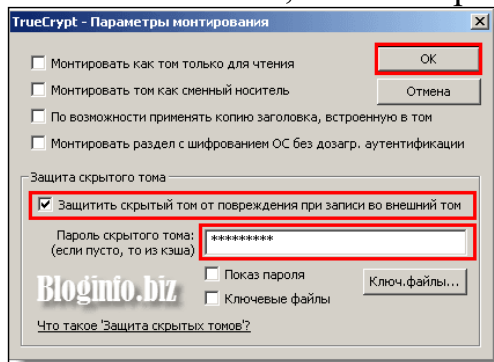 TrueCrypt - Параметры монтирования
Монтировать как том только для чтения
OK
Монтировать том как сменный носитель
Отмена
По возможности применять копию заголовка, встроенную в том
Монтировать раздел с шифрованием ОС без дозагр. аутентификации
Защита скрытого тома
Защитить скрытый том от повреждения при записи во внешний том
Пароль скрытого тома:
(если пусто, то из кэша)
*********
Показ пароля
Ключевые файлы
Ключ.файлы...
Bloginfo.biz
Что такое 'Защита скрытых томов'?